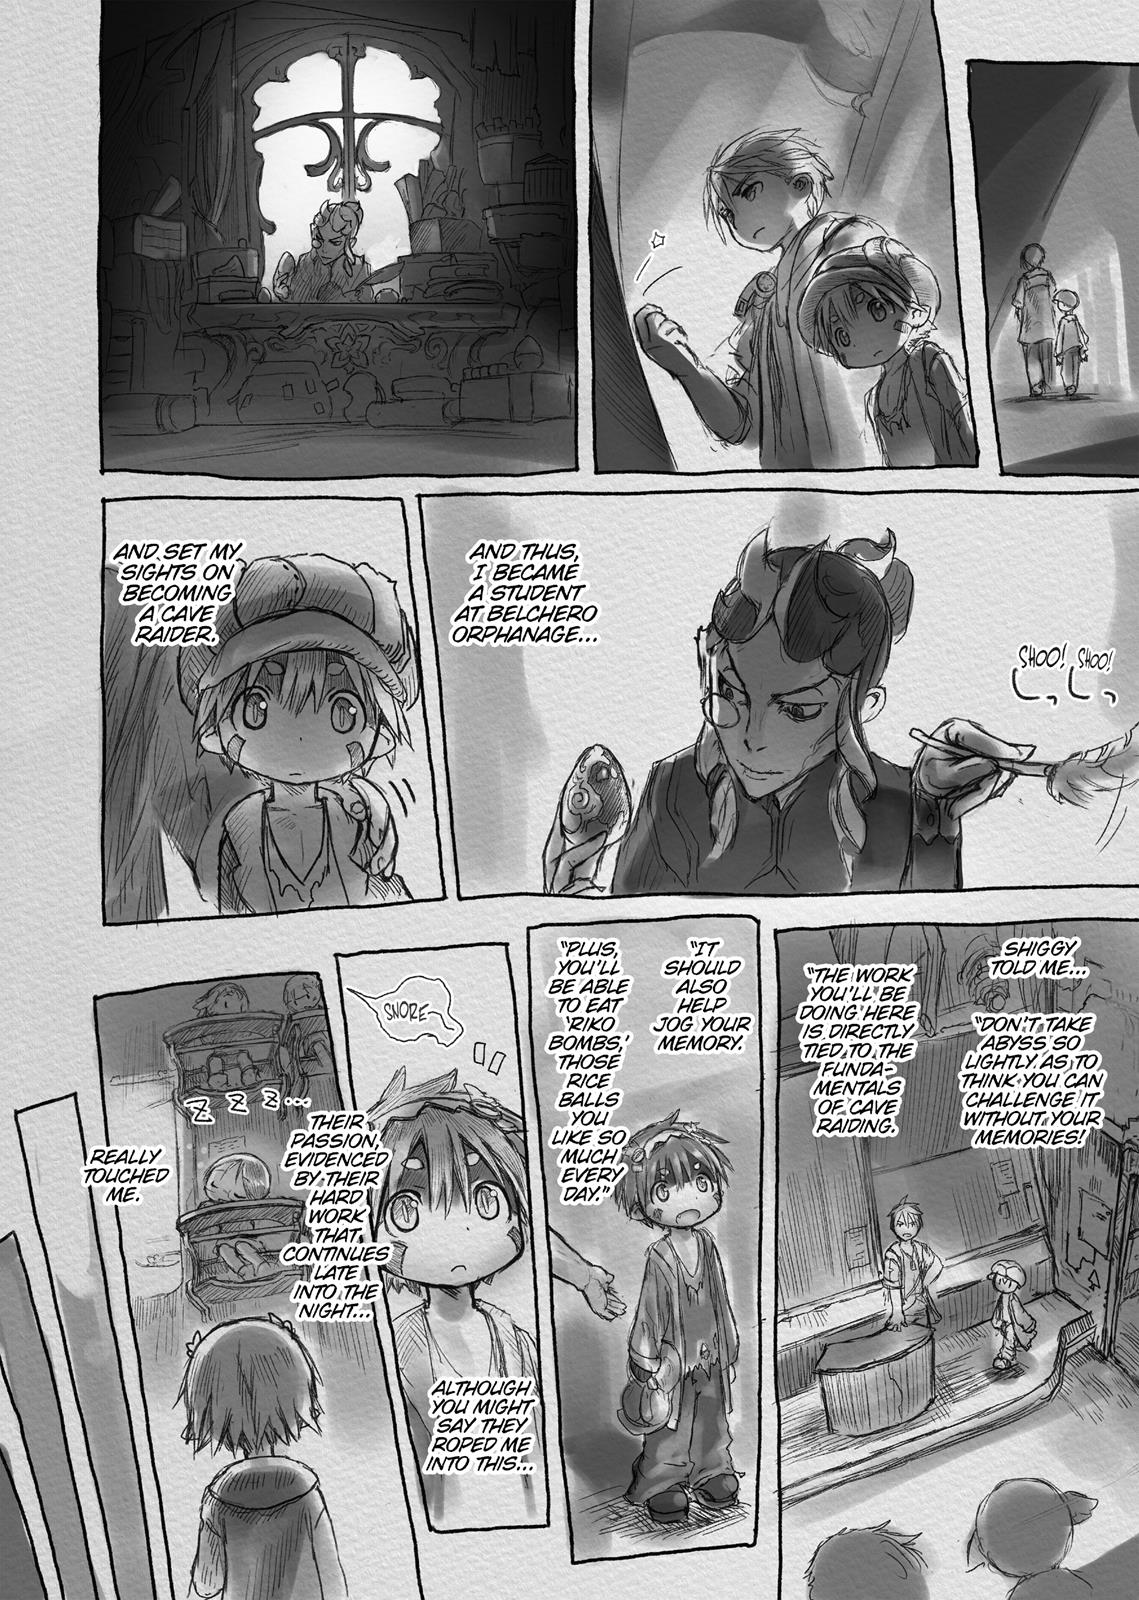 AND THUS,
I BECAME
A STUDENT
AT BELCHERO
ORPHANAGE...
SHOO! SHOO!
し、し、
AND SET MY
SIGHTS ON
BECOMING
A CAVE
RAIDER.
SHIGGY
TOLD ME...
"DON'T TAKE
ABYSS SO
LIGHTLY AS TO
THINK YOU CAN
CHALLENGE IT
WITHOUT YOUR
MEMORIES!
"THE WORK
YOU'LL BE
DOING HERE
IS DIRECTLY
TIED TO THE
FUNDA-
MENTALS
OF CAVE
RAIDING.
"IT
SHOULD
ALSO
HELP
JOG YOUR
MEMORY.
"PLUS,
YOU'LL
BE ABLE
TO EAT
'RIKO
BOMBS,'
THOSE
RICE
BALLS
YOU
LIKE SO
MUCH
EVERY
DAY."
SNORE~
ALTHOUGH
YOU MIGHT
SAY THEY
ROPED ME
INTO THIS...
THEIR
PASSION,
EVIDENCED
BY THEIR
HARD
WORK
THAT
CONTINUES
LATE
INTO THE
NIGHT...
Z Z Z...
REALLY
TOUCHED
ME.